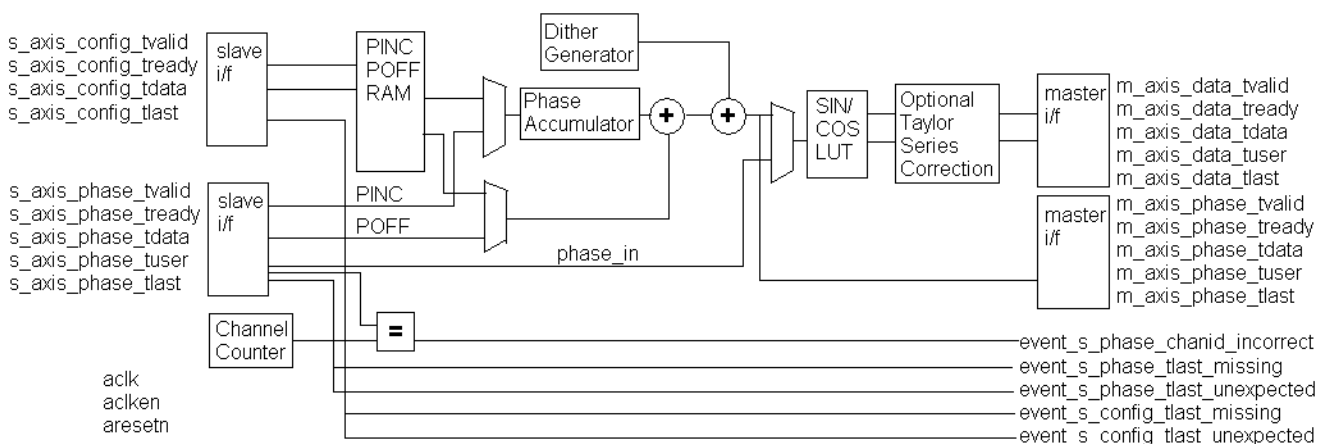 s_axis_config_tvalid
s_axis_config_tready
s_axis_config_tdata
s_axis_config_tlast
slave
i/f
PINC
POFF
RAM
Dither
Generator
Phase
Accumulator
+
+
SIN/
COS
LUT
Optional
Taylor
Series
Correction
master
i/f
m_axis_data_tvalid
m_axis_data_tready
m_axis_data_tdata
m_axis_data_tuser
m_axis_data_tlast
s_axis_phase_tvalid
s_axis_phase_tready
s_axis_phase_tdata
s_axis_phase_tuser
s_axis_phase_tlast
slave
i/f
PINC
POFF
phase_in
master
i/f
m_axis_phase_tvalid
m_axis_phase_tready
m_axis_phase_tdata
m_axis_phase_tuser
m_axis_phase_tlast
Channel
Counter
=
event_s_phase_chanid_incorrect
event_s_phase_tlast_missing
event_s_phase_tlast_unexpected
event_s_config_tlast_missing
event_s_config_tlast_unexpected
aclk
aclken
aresetn